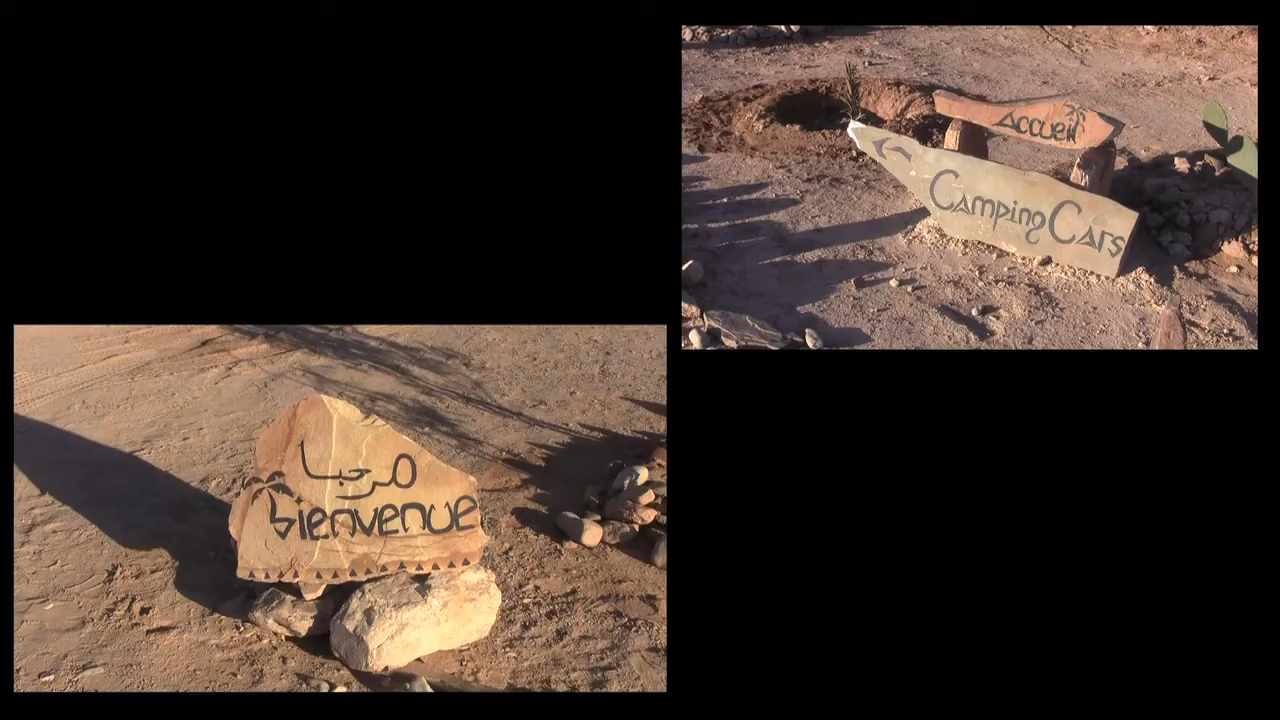 Accueil
Camping Cars
مرحبا
bienvenue